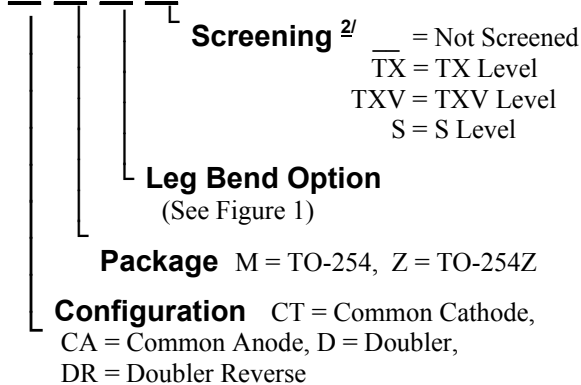 Screening 2/ __ = Not Screened
TX = TX Level
TXV = TXV Level
S = S Level
Leg Bend Option
(See Figure 1)
Package M = TO-254, Z = TO-254Z
Configuration CT = Common Cathode,
CA = Common Anode, D = Doubler,
DR = Doubler Reverse